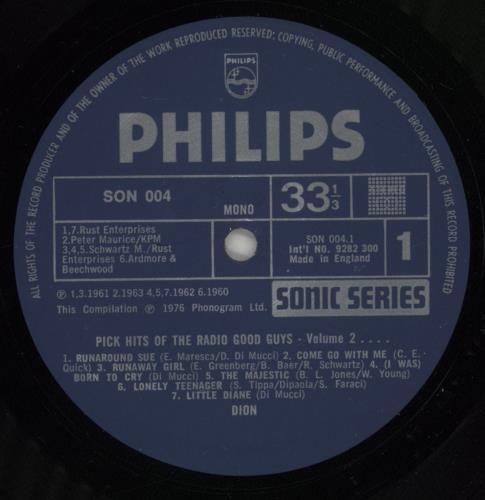 ALL RIGHTS OF THE RECORD PRODUCER AND OF THE OWNER OF THE WORK REPRODUCED RESERVED; COPYING, PUBLIC PERFORMANCE AND BROADCASTING OF THIS RECORD PROHIBITED
PHILIPS
PHILIPS
SON 004
MONO
33 1/3
1,7.Rust Enterprises
2.Peter Maurice/KPM
3,4,5.Schwartz M./Rust
Enterprises 6.Ardmore &
Beechwood
SON 004.1
Int'l NO. 9282 300
Made in England
1
℗ 1,3.1961 2.1963 4,5,7.1962 6.1960
This Compilation ℗ 1976 Phonogram Ltd.
SONIC SERIES
PICK HITS OF THE RADIO GOOD GUYS - Volume 2 . . . .
1. RUNAROUND SUE (E. Maresca/D. Di Mucci) 2. COME GO WITH ME (C. E.
Quick) 3. RUNAWAY GIRL (E. Greenberg/B. Baer/R. Schwartz) 4. (I WAS)
BORN TO CRY (Di Mucci) 5. THE MAJESTIC (B. L. Jones/W. Young)
6. LONELY TEENAGER (S. Tippa/Dipaola/S. Faraci)
7. LITTLE DIANE (Di Mucci)
DION